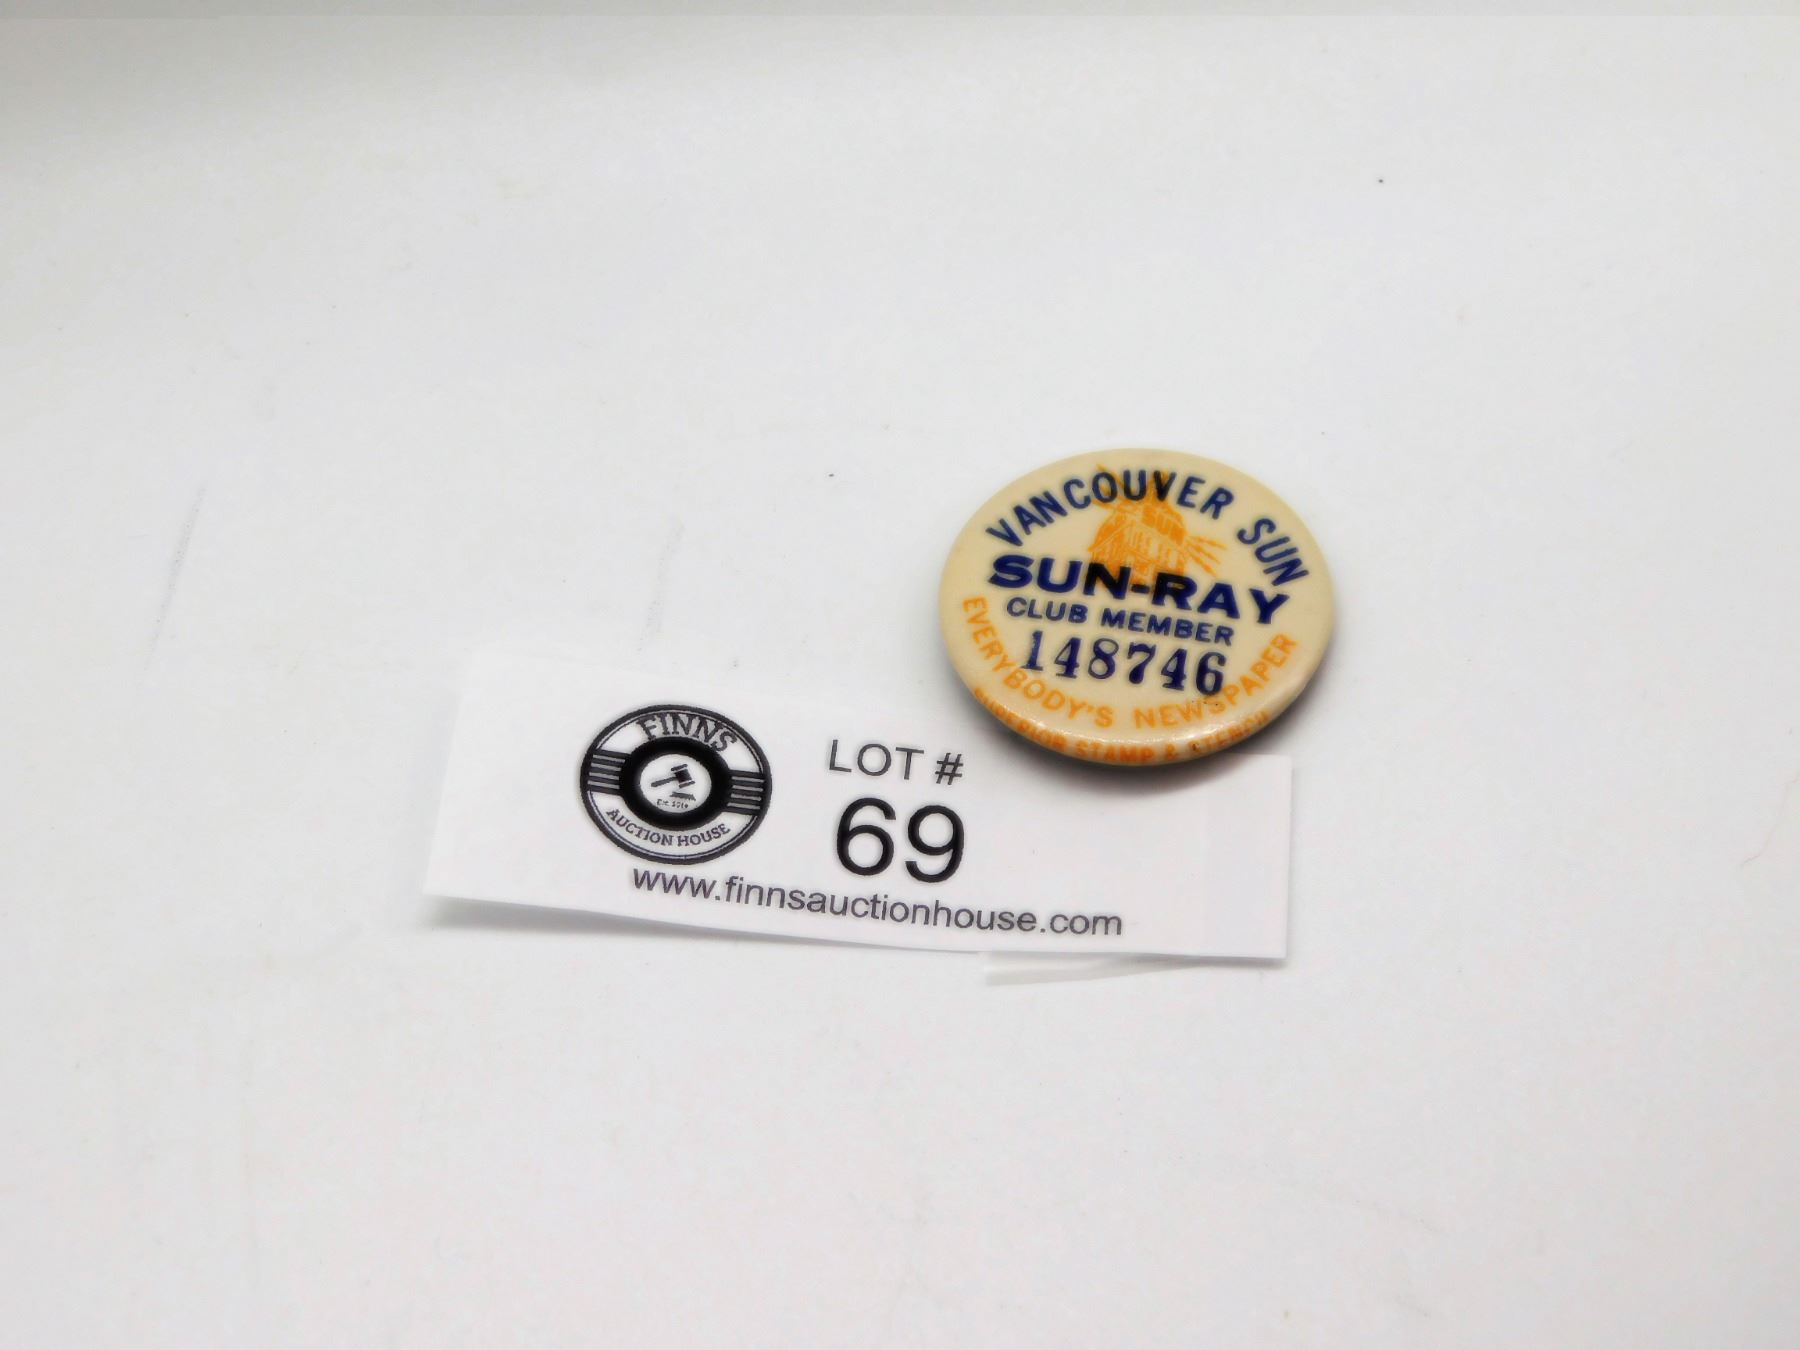 VANCOUVER SUN
SUN
SUN-RAY
CLUB MEMBER
148746
EVERYBODY'S NEWSPAPER
SUPERIOR STAMP & STENCIL
FINNS
AUCTION HOUSE
LOT #
69
www.finnsauctionhouse.com